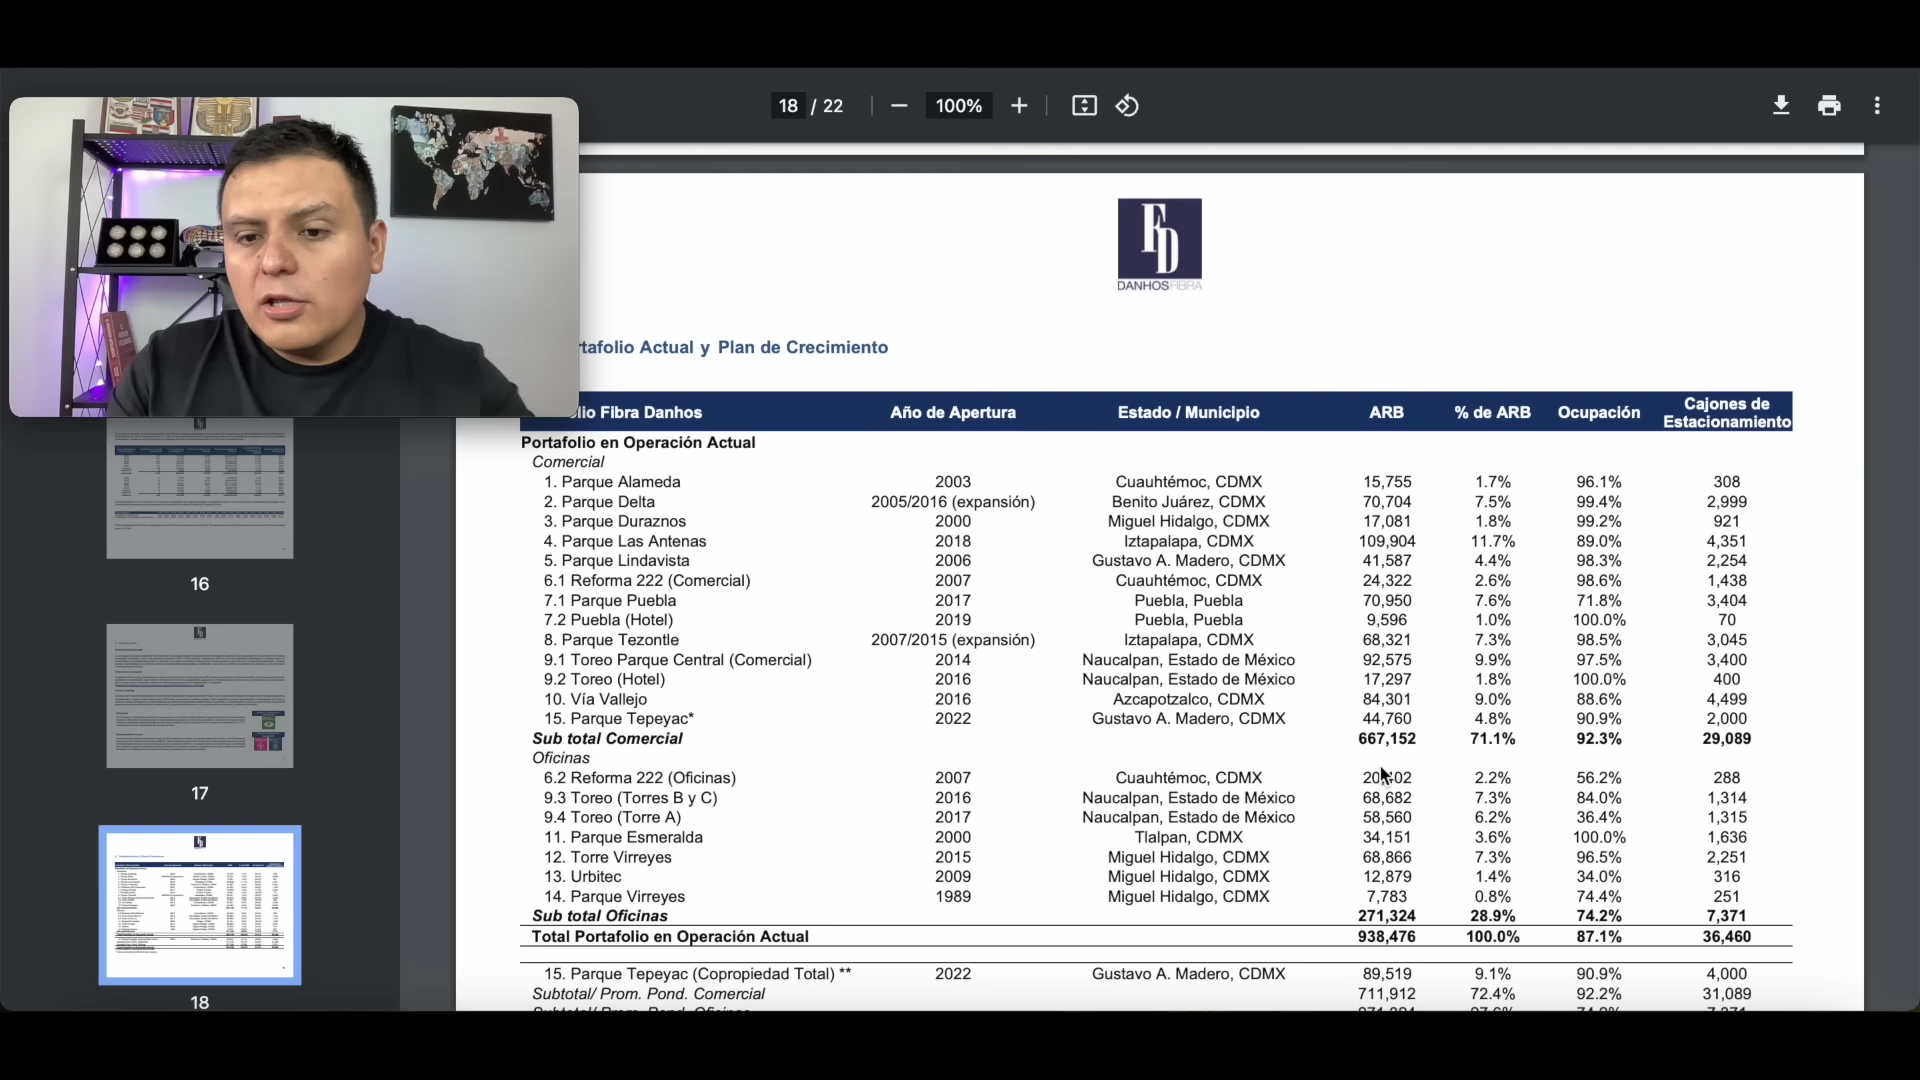 18 / 22
100%
FD
DANHOSFIBRA
tafolio Actual y Plan de Crecimiento
lio Fibra Danhos Año de Apertura Estado / Municipio ARB % de ARB Ocupación Cajones de Estacionamiento
Portafolio en Operación Actual
Comercial
1. Parque Alameda 2003 Cuauhtémoc, CDMX 15,755 1.7% 96.1% 308
2. Parque Delta 2005/2016 (expansión) Benito Juárez, CDMX 70,704 7.5% 99.4% 2,999
3. Parque Duraznos 2000 Miguel Hidalgo, CDMX 17,081 1.8% 99.2% 921
4. Parque Las Antenas 2018 Iztapalapa, CDMX 109,904 11.7% 89.0% 4,351
5. Parque Lindavista 2006 Gustavo A. Madero, CDMX 41,587 4.4% 98.3% 2,254
6.1 Reforma 222 (Comercial) 2007 Cuauhtémoc, CDMX 24,322 2.6% 98.6% 1,438
7.1 Parque Puebla 2017 Puebla, Puebla 70,950 7.6% 71.8% 3,404
7.2 Puebla (Hotel) 2019 Puebla, Puebla 9,596 1.0% 100.0% 70
8. Parque Tezontle 2007/2015 (expansión) Iztapalapa, CDMX 68,321 7.3% 98.5% 3,045
9.1 Toreo Parque Central (Comercial) 2014 Naucalpan, Estado de México 92,575 9.9% 97.5% 3,400
9.2 Toreo (Hotel) 2016 Naucalpan, Estado de México 17,297 1.8% 100.0% 400
10. Vía Vallejo 2016 Azcapotzalco, CDMX 84,301 9.0% 88.6% 4,499
15. Parque Tepeyac* 2022 Gustavo A. Madero, CDMX 44,760 4.8% 90.9% 2,000
Sub total Comercial 667,152 71.1% 92.3% 29,089
Oficinas
6.2 Reforma 222 (Oficinas) 2007 Cuauhtémoc, CDMX 2.2% 56.2% 288
9.3 Toreo (Torres B y C) 2016 Naucalpan, Estado de México 68,682 7.3% 84.0% 1,314
9.4 Toreo (Torre A) 2017 Naucalpan, Estado de México 58,560 6.2% 36.4% 1,315
11. Parque Esmeralda 2000 Tlalpan, CDMX 34,151 3.6% 100.0% 1,636
12. Torre Virreyes 2015 Miguel Hidalgo, CDMX 68,866 7.3% 96.5% 2,251
13. Urbitec 2009 Miguel Hidalgo, CDMX 12,879 1.4% 34.0% 316
14. Parque Virreyes 1989 Miguel Hidalgo, CDMX 7,783 0.8% 74.4% 251
Sub total Oficinas 271,324 28.9% 74.2% 7,371
Total Portafolio en Operación Actual 938,476 100.0% 87.1% 36,460
15. Parque Tepeyac (Copropiedad Total) ** 2022 Gustavo A. Madero, CDMX 89,519 9.1% 90.9% 4,000
Subtotal/ Prom. Pond. Comercial 711,912 72.4% 92.2% 31,089
16
17
18